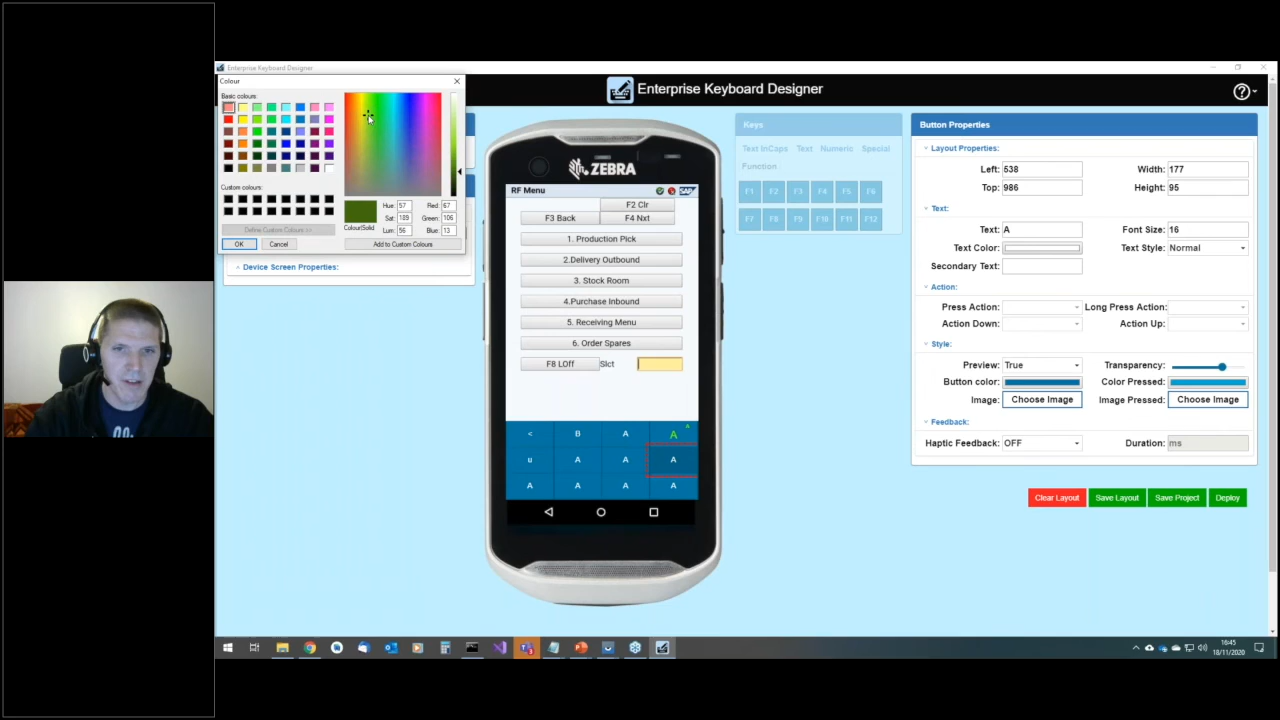 Enterprise Keyboard Designer
Colour
Basic colours:
Custom colours:
Define Custom Colours >>
OK
Cancel
Colour|Solid
Hue: 57
Sat: 189
Lum: 56
Red: 67
Green: 106
Blue: 13
Add to Custom Colours
Device Screen Properties:
Enterprise Keyboard Designer
ZEBRA
RF Menu
SAP
F2 Clr
F3 Back
F4 Nxt
1. Production Pick
2.Delivery Outbound
3. Stock Room
4.Purchase Inbound
5. Receiving Menu
6. Order Spares
F8 LOff
Slct
< B A A A
u A A A
A A A A
Keys
Text InCaps Text Numeric Special
Function
F1 F2 F3 F4 F5 F6
F7 F8 F9 F10 F11 F12
Button Properties
Layout Properties:
Left: 538 Width: 177
Top: 986 Height: 95
Text:
Text: A Font Size: 16
Text Color: Text Style: Normal
Secondary Text:
Action:
Press Action: Long Press Action:
Action Down: Action Up:
Style:
Preview: True Transparency:
Button color: Color Pressed:
Image: Choose Image Image Pressed: Choose Image
Feedback:
Haptic Feedback: OFF Duration: ms
Clear Layout Save Layout Save Project Deploy
16:45
18/11/2020